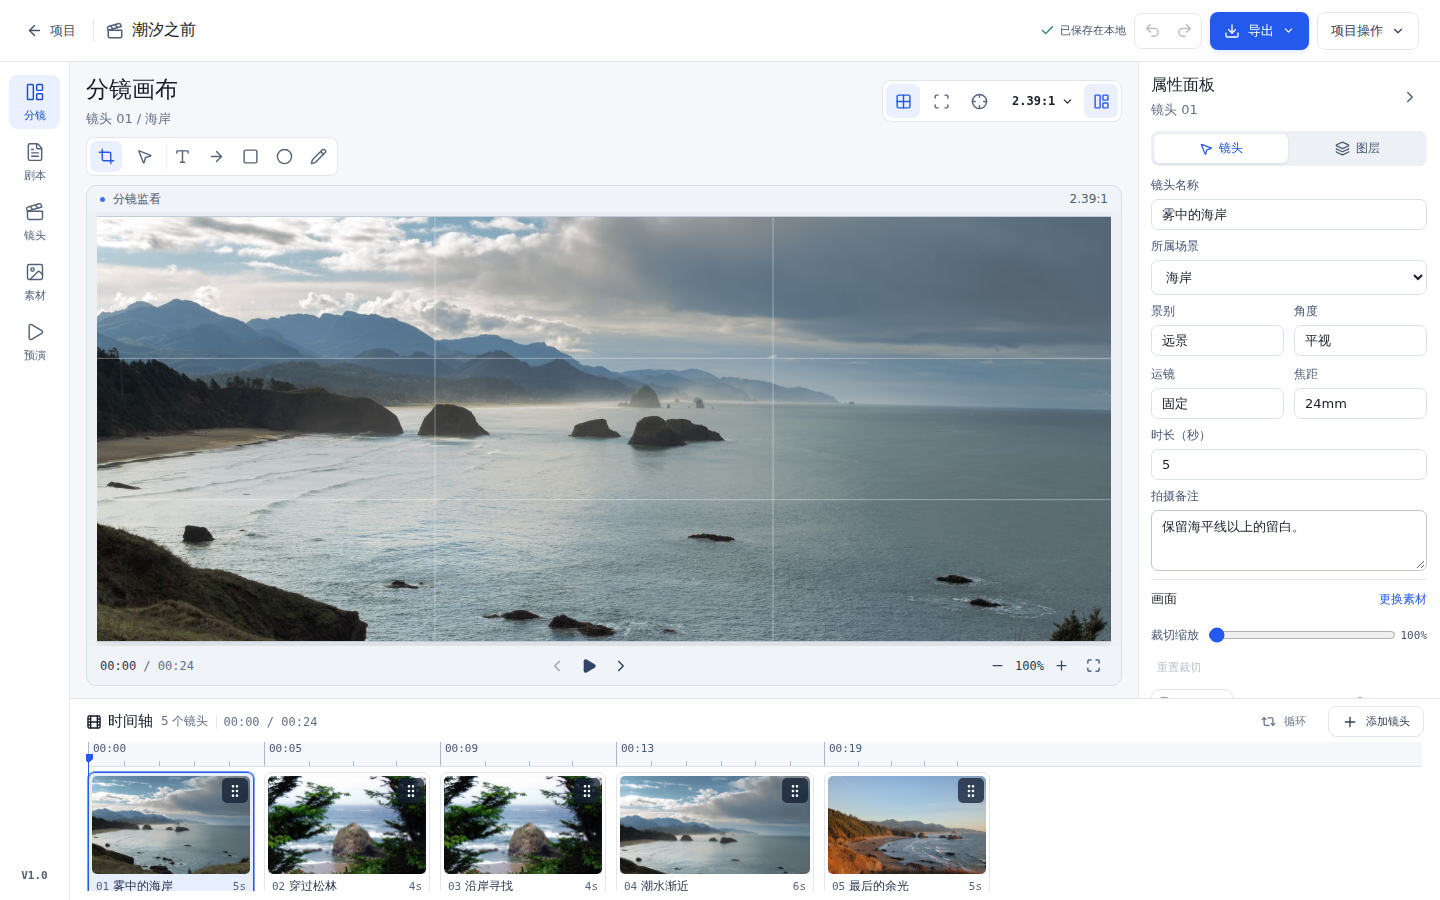 项目
潮汐之前
已保存在本地
导出
项目操作
分镜
剧本
镜头
素材
预演
V1.0
分镜画布
镜头 01 / 海岸
2.39:1
分镜监看
2.39:1
00:00 / 00:24
100%
属性面板
镜头 01
镜头
图层
镜头名称
雾中的海岸
所属场景
海岸
景别
角度
远景
平视
运镜
焦距
固定
24mm
时长（秒）
5
拍摄备注
保留海平线以上的留白。
画面
更换素材
裁切缩放
100%
重置裁切
时间轴
5 个镜头
00:00 / 00:24
循环
添加镜头
00:00
00:05
00:09
00:13
00:19
01 雾中的海岸 5s
02 穿过松林 4s
03 沿岸寻找 4s
04 潮水渐近 6s
05 最后的余光 5s